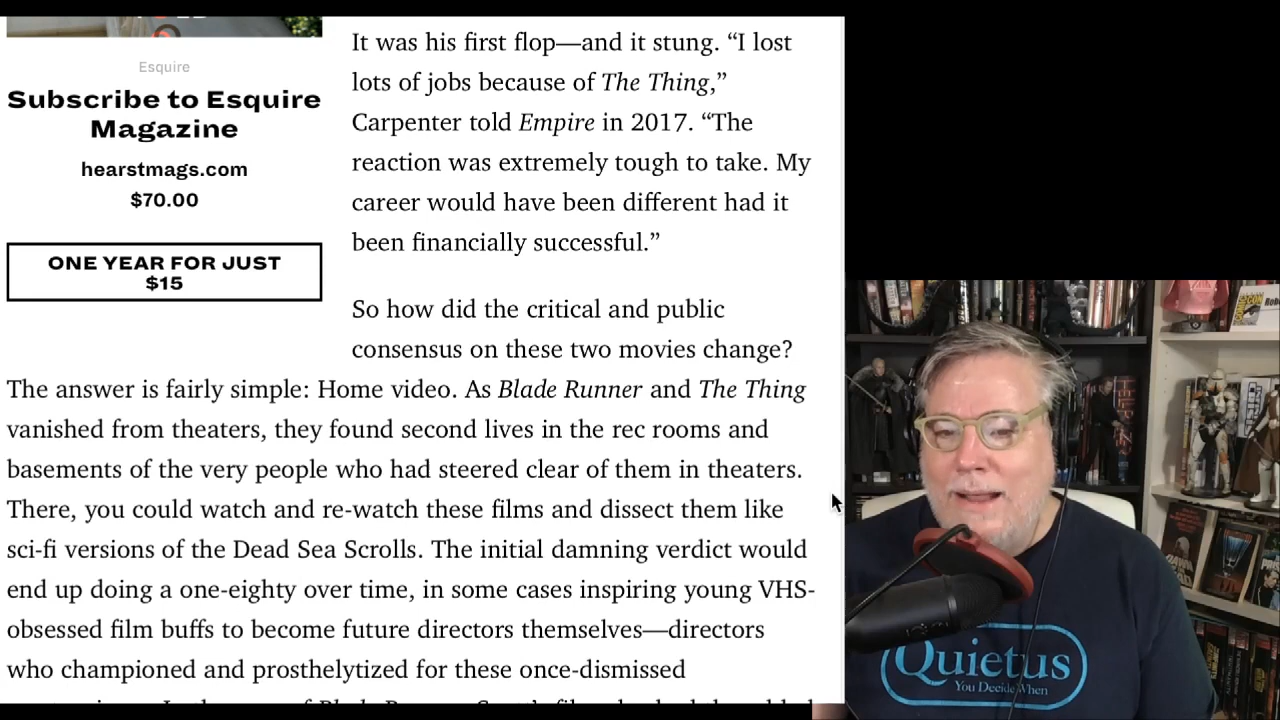 Esquire
Subscribe to Esquire
Magazine
hearstmags.com
$70.00
ONE YEAR FOR JUST
$15
It was his first flop—and it stung. “I lost
lots of jobs because of The Thing,”
Carpenter told Empire in 2017. “The
reaction was extremely tough to take. My
career would have been different had it
been financially successful.”
So how did the critical and public
consensus on these two movies change?
The answer is fairly simple: Home video. As Blade Runner and The Thing
vanished from theaters, they found second lives in the rec rooms and
basements of the very people who had steered clear of them in theaters.
There, you could watch and re-watch these films and dissect them like
sci-fi versions of the Dead Sea Scrolls. The initial damning verdict would
end up doing a one-eighty over time, in some cases inspiring young VHS-
obsessed film buffs to become future directors themselves—directors
who championed and prosthelytized for these once-dismissed
Quietus
You Decide When